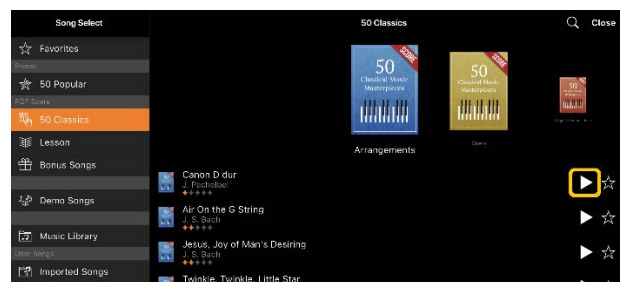 Song Select
50 Classics
Close
Favorites
Preset
50 Popular
PDF Score
50 Classics
Lesson
Bonus Songs
Demo Songs
Music Library
User Songs
Imported Songs
SCORE
50
Classical Music
Masterpieces
SCORE
50
Classical Music
Masterpieces
50
Arrangements
Duets
Canon D dur
J. Pachelbel
Air On the G String
J. S. Bach
Jesus, Joy of Man's Desiring
J. S. Bach
Twinkle, Twinkle, Little Star